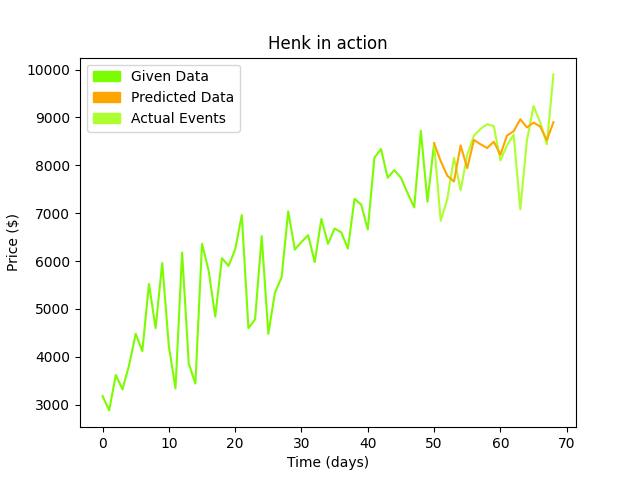 Henk in action
Given Data
Predicted Data
Actual Events
Price ($)
10000
9000
8000
7000
6000
5000
4000
3000
0 10 20 30 40 50 60 70
Time (days)